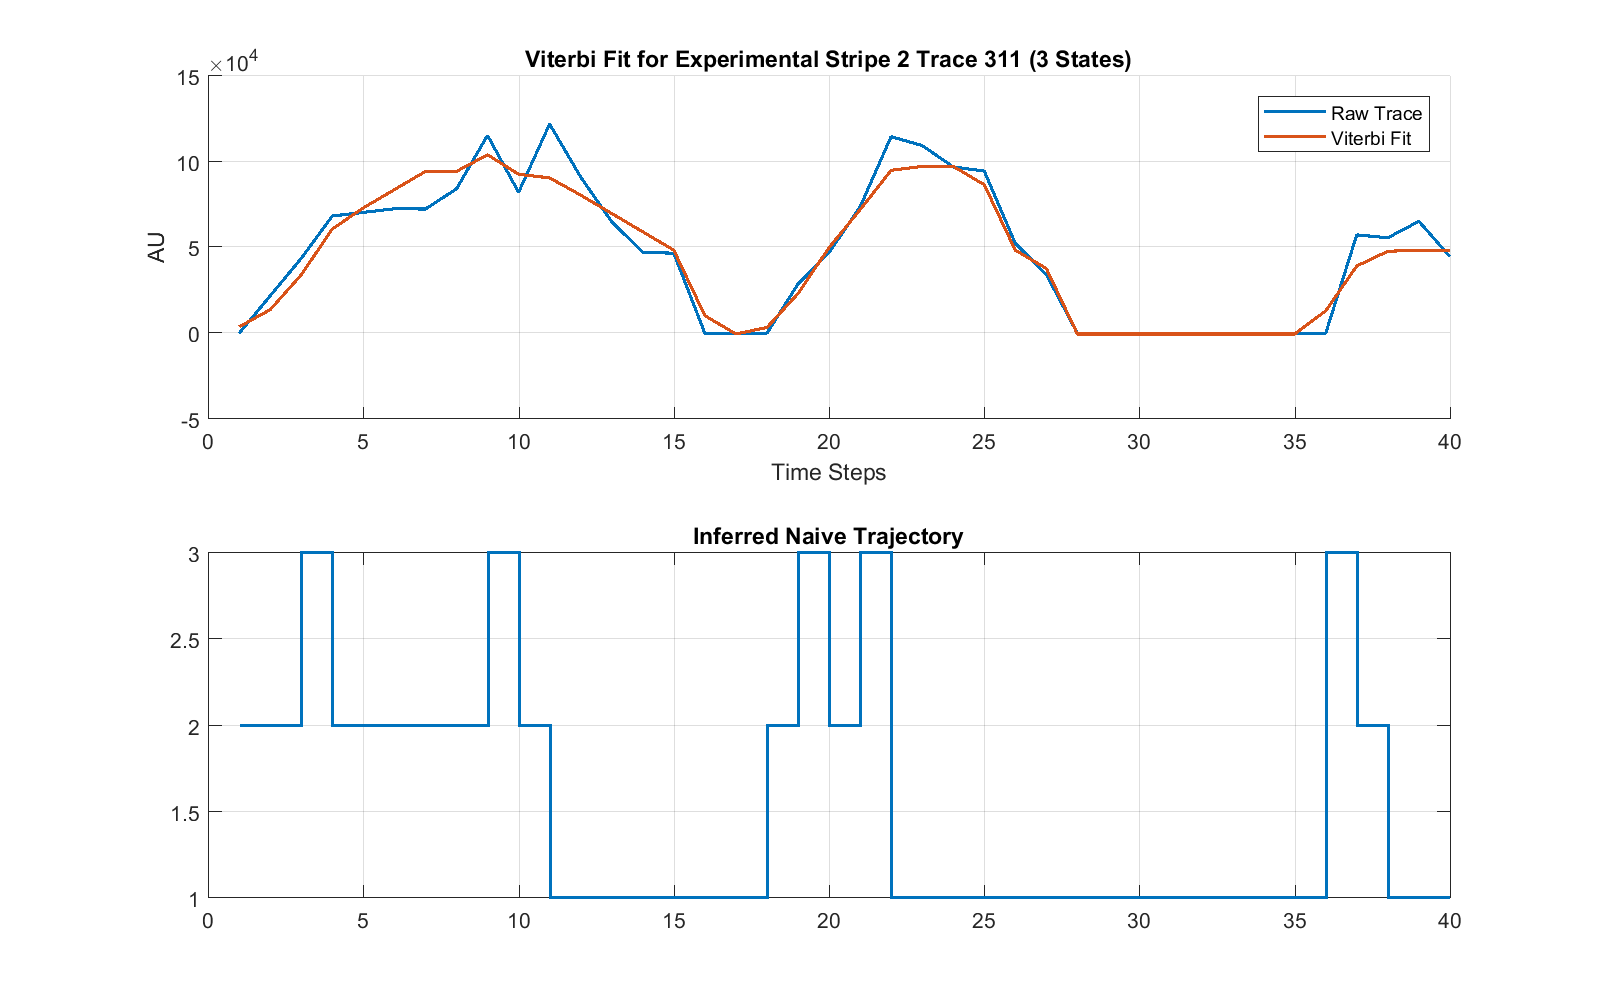 Viterbi Fit for Experimental Stripe 2 Trace 311 (3 States)
×10^4
15
10
5
0
-5
AU
Raw Trace
Viterbi Fit
0 5 10 15 20 25 30 35 40
Time Steps
Inferred Naive Trajectory
3
2.5
2
1.5
1
0 5 10 15 20 25 30 35 40